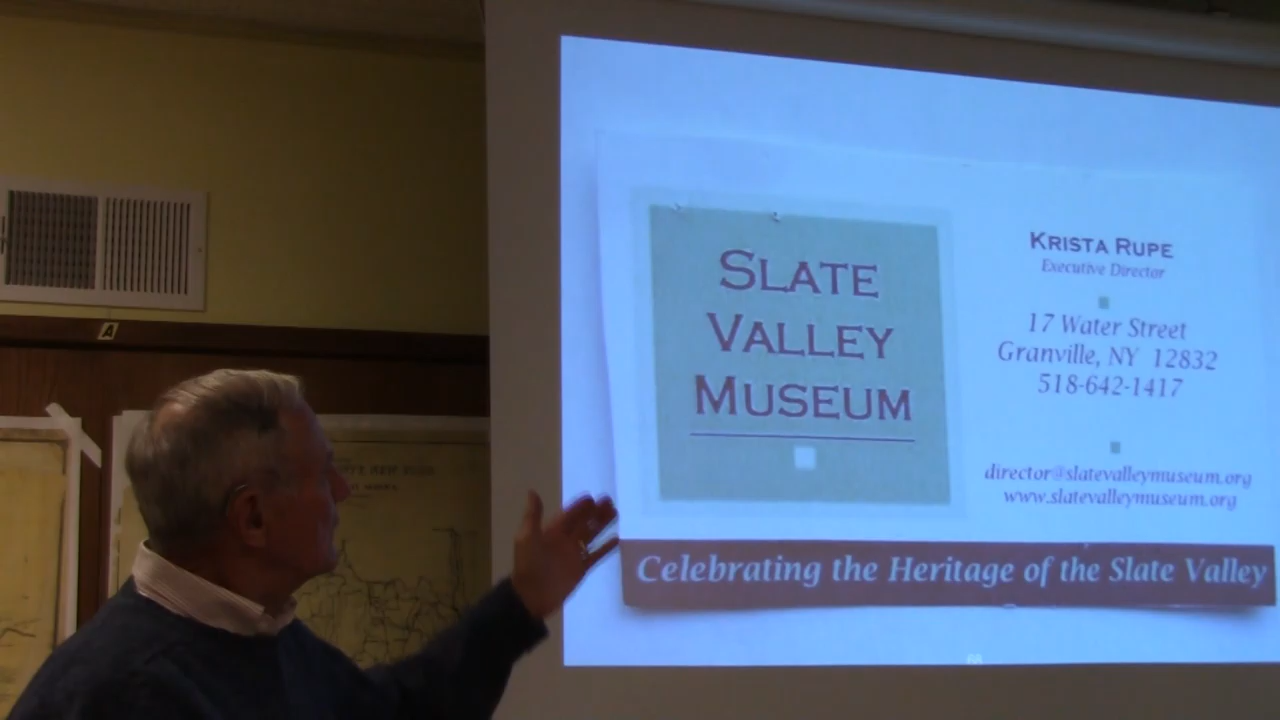 A
SLATE
VALLEY
MUSEUM
KRISTA RUPE
Executive Director
17 Water Street
Granville, NY 12832
518-642-1417
director@slatevalleymuseum.org
www.slatevalleymuseum.org
Celebrating the Heritage of the Slate Valley